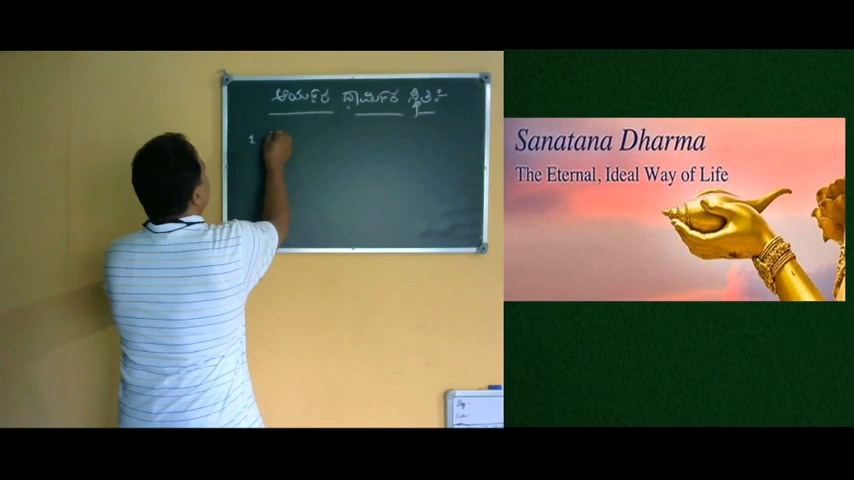 ಆರ್ಯರ ಧಾರ್ಮಿಕ ಸ್ಥಿತಿ:-
1
Sanatana Dharma
The Eternal, Ideal Way of Life